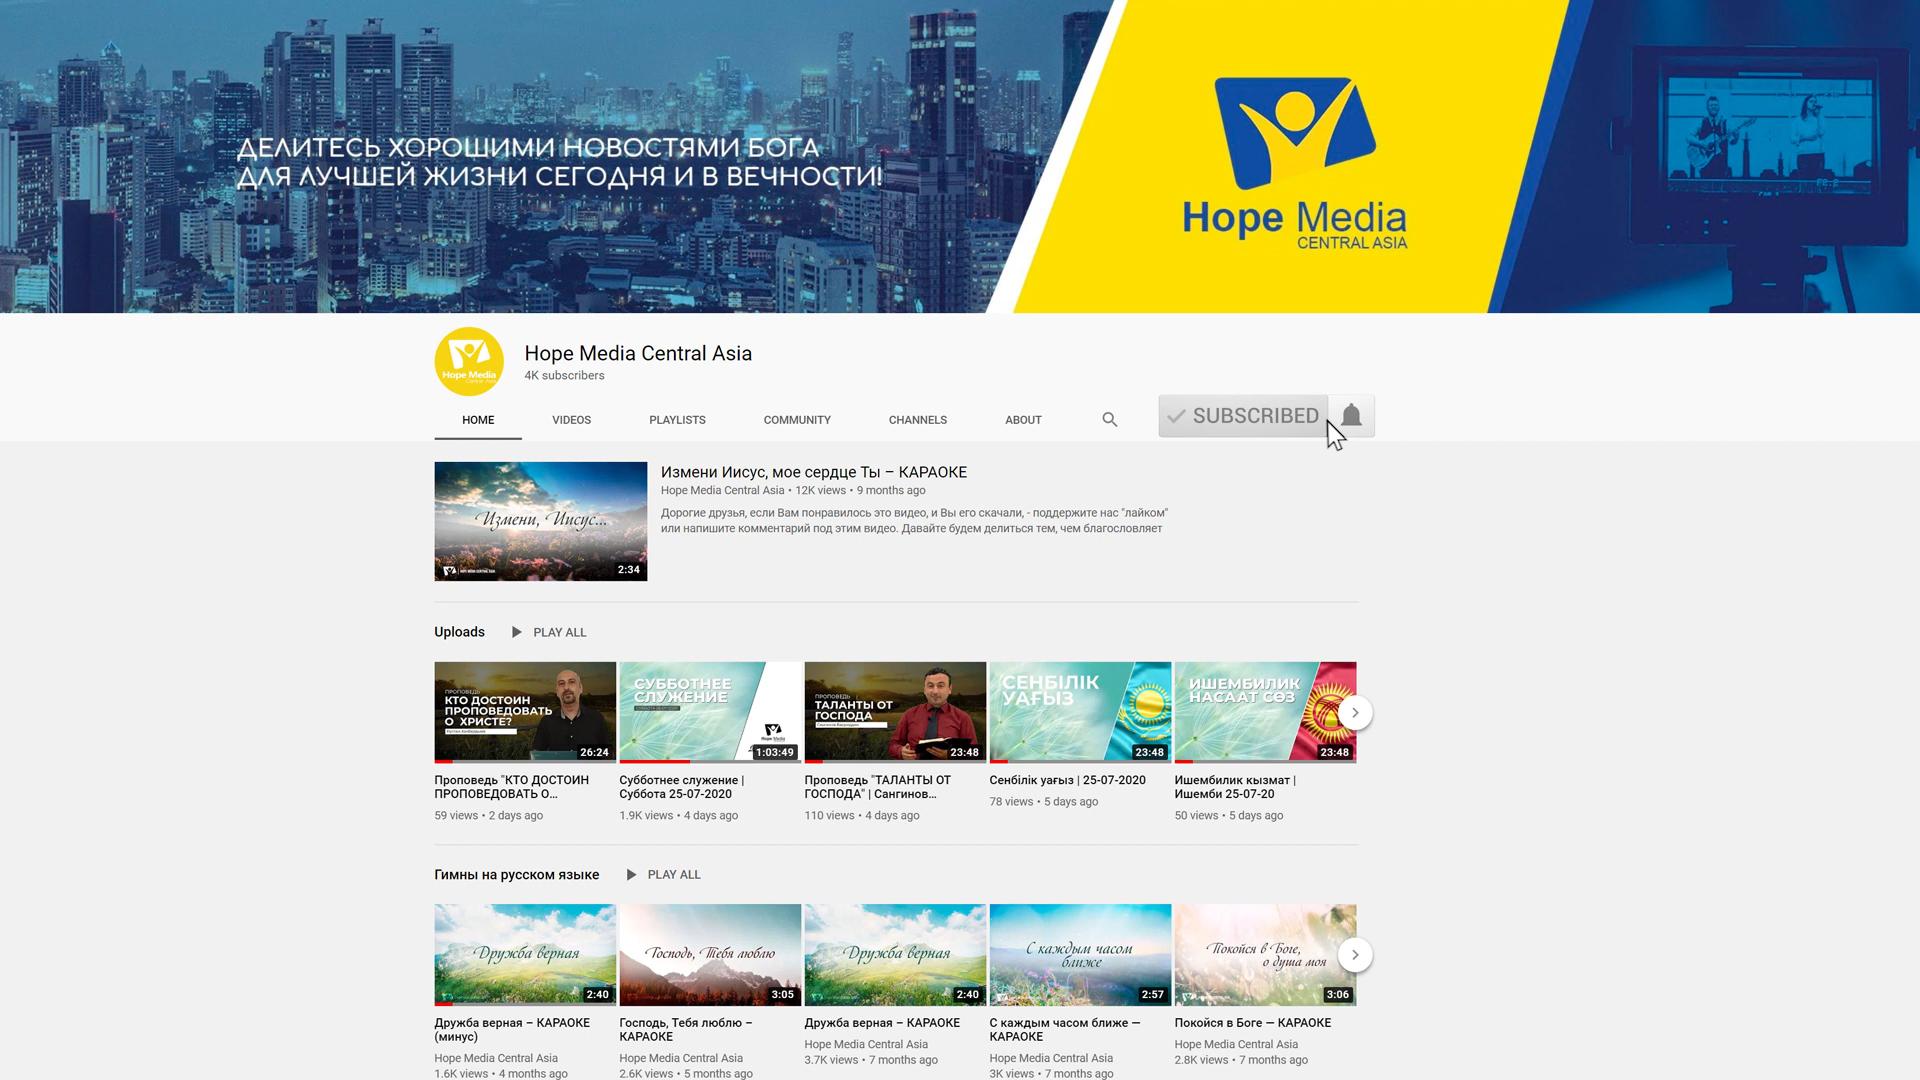 ДЕЛИТЕСЬ ХОРОШИМИ НОВОСТЯМИ БОГА
ДЛЯ ЛУЧШЕЙ ЖИЗНИ СЕГОДНЯ И В ВЕЧНОСТИ!
Hope Media
CENTRAL ASIA
Hope Media
Central Asia
Hope Media Central Asia
4K subscribers
HOME
VIDEOS
PLAYLISTS
COMMUNITY
CHANNELS
ABOUT
SUBSCRIBED
Измени, Иисус...
2:34
Измени Иисус, мое сердце Ты – КАРАОКЕ
Hope Media Central Asia • 12K views • 9 months ago
Дорогие друзья, если Вам понравилось это видео, и Вы его скачали, - поддержите нас "лайком"
или напишите комментарий под этим видео. Давайте будем делиться тем, чем благословляет
Uploads
PLAY ALL
ПРОПОВЕДЬ
КТО ДОСТОИН
ПРОПОВЕДОВАТЬ
О ХРИСТЕ?
26:24
Проповедь "КТО ДОСТОИН
ПРОПОВЕДОВАТЬ О...
59 views • 2 days ago
СУББОТНЕЕ
СЛУЖЕНИЕ
Hope Media
1:03:49
Субботнее служение |
Суббота 25-07-2020
1.9K views • 4 days ago
ПРОПОВЕДЬ
ТАЛАНТЫ ОТ
ГОСПОДА
23:48
Проповедь "ТАЛАНТЫ ОТ
ГОСПОДА" | Сангинов...
110 views • 4 days ago
СЕНБІЛІК
УАҒЫЗ
23:48
Сенбілік уағыз | 25-07-2020
78 views • 5 days ago
ИШЕМБИЛИК
НАСААТ СӨЗ
23:48
Ишембилик кызмат |
Ишемби 25-07-20
50 views • 5 days ago
Гимны на русском языке
PLAY ALL
Дружба верная
2:40
Дружба верная – КАРАОКЕ
(минус)
Hope Media Central Asia
1.6K views • 4 months ago
Господь, Тебя люблю
3:05
Господь, Тебя люблю –
КАРАОКЕ
Hope Media Central Asia
2.6K views • 5 months ago
Дружба верная
2:40
Дружба верная – КАРАОКЕ
Hope Media Central Asia
3.7K views • 7 months ago
С каждым часом
ближе
2:57
С каждым часом ближе —
КАРАОКЕ
Hope Media Central Asia
3K views • 7 months ago
Покойся в Боге,
о душа моя
3:06
Покойся в Боге — КАРАОКЕ
Hope Media Central Asia
2.8K views • 7 months ago